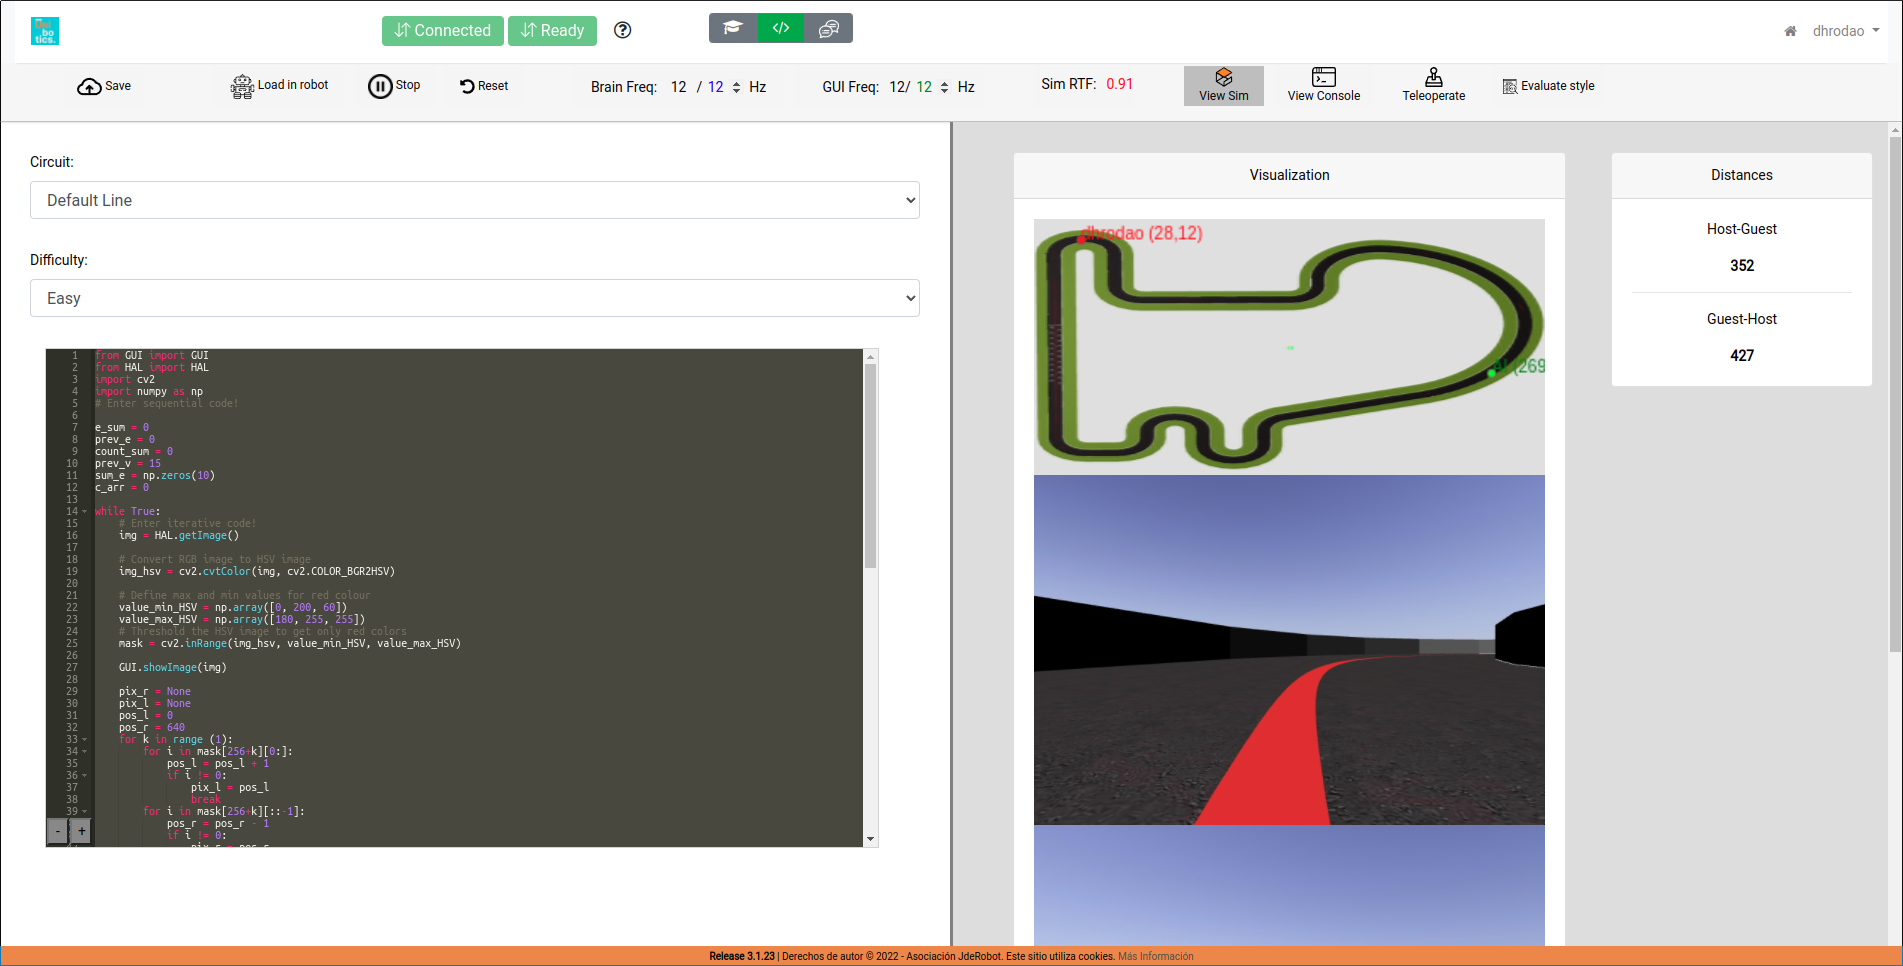 bo
tics.
Connected
Ready
dhrodao
Save
Load in robot
Stop
Reset
Brain Freq: 12 / 12 Hz
GUI Freq: 12/ 12 Hz
Sim RTF: 0.91
View Sim
View Console
Teleoperate
Evaluate style
Circuit:
Default Line
Difficulty:
Easy
1 from GUI import GUI
2 from HAL import HAL
3 import cv2
4 import numpy as np
5 # Enter sequential code!
6
7 e_sum = 0
8 prev_e = 0
9 count_sum = 0
10 prev_v = 15
11 sum_e = np.zeros(10)
12 c_arr = 0
13
14 while True:
15 # Enter iterative code!
16 img = HAL.getImage()
17
18 # Convert RGB image to HSV image
19 img_hsv = cv2.cvtColor(img, cv2.COLOR_BGR2HSV)
20
21 # Define max and min values for red colour
22 value_min_HSV = np.array([0, 200, 60])
23 value_max_HSV = np.array([180, 255, 255])
24 # Threshold the HSV image to get only red colors
25 mask = cv2.inRange(img_hsv, value_min_HSV, value_max_HSV)
26
27 GUI.showImage(img)
28
29 pix_r = None
30 pix_l = None
31 pos_l = 0
32 pos_r = 640
33 for k in range (1):
34 for i in mask[256+k][0:]:
35 pos_l = pos_l + 1
36 if i != 0:
37 pix_l = pos_l
38 break
39 for i in mask[256+k][::-1]:
pos_r = pos_r - 1
if i != 0:
- +
Visualization
dhrodao (28,12)
(269
Distances
Host-Guest
352
Guest-Host
427
Release 3.1.23 | Derechos de autor © 2022 - Asociación JdeRobot. Este sitio utiliza cookies. Más Información